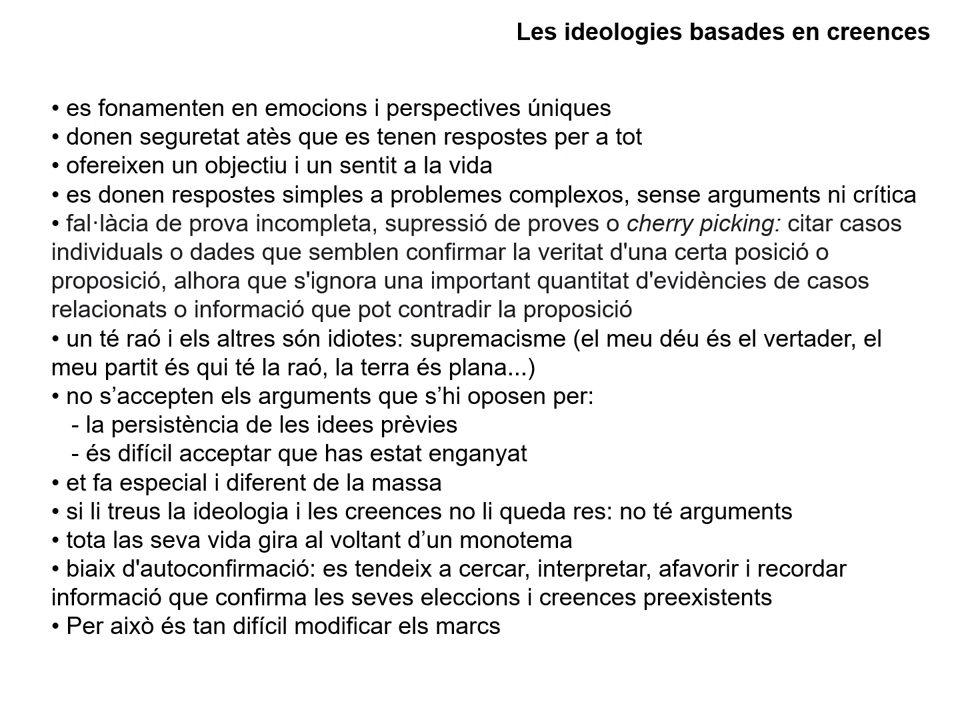 Les ideologies basades en creences
• es fonamenten en emocions i perspectives úniques
• donen seguretat atès que es tenen respostes per a tot
• ofereixen un objectiu i un sentit a la vida
• es donen respostes simples a problemes complexos, sense arguments ni crítica
• fal·làcia de prova incompleta, supressió de proves o cherry picking: citar casos
individuals o dades que semblen confirmar la veritat d'una certa posició o
proposició, alhora que s'ignora una important quantitat d'evidències de casos
relacionats o informació que pot contradir la proposició
• un té raó i els altres són idiotes: supremacisme (el meu déu és el vertader, el
meu partit és qui té la raó, la terra és plana...)
• no s’accepten els arguments que s’hi oposen per:
- la persistència de les idees prèvies
- és difícil acceptar que has estat enganyat
• et fa especial i diferent de la massa
• si li treus la ideologia i les creences no li queda res: no té arguments
• tota las seva vida gira al voltant d’un monotema
• biaix d'autoconfirmació: es tendeix a cercar, interpretar, afavorir i recordar
informació que confirma les seves eleccions i creences preexistents
• Per això és tan difícil modificar els marcs